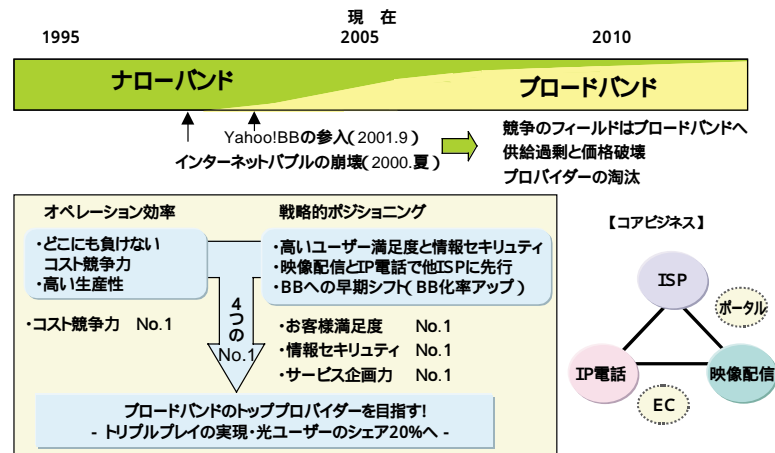 現 在
1995
2005
2010
ナローバンド
ブロードバンド
Yahoo!BBの参入(2001.9)
インターネットバブルの崩壊(2000.夏)
競争のフィールドはブロードバンドへ
供給過剰と価格破壊
プロバイダーの淘汰
オペレーション効率
戦略的ポジショニング
・どこにも負けない
コスト競争力
・高い生産性
・高いユーザー満足度と情報セキュリティ
・映像配信とIP電話で他ISPに先行
・BBへの早期シフト(BB化率アップ)
4つの
No.1
・コスト競争力 No.1
・お客様満足度 No.1
・情報セキュリティ No.1
・サービス企画力 No.1
ブロードバンドのトッププロバイダーを目指す!
- トリプルプレイの実現・光ユーザーのシェア20%へ -
【コアビジネス】
ISP
ポータル
IP電話
映像配信
EC